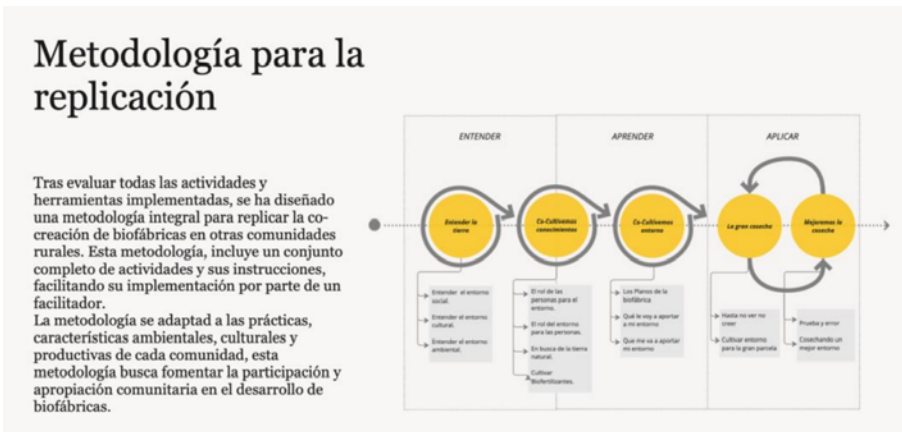 Metodología para la
replicación
Tras evaluar todas las actividades y
herramientas implementadas, se ha diseñado
una metodología integral para replicar la co-
creación de biofábricas en otras comunidades
rurales. Esta metodología, incluye un conjunto
completo de actividades y sus instrucciones,
facilitando su implementación por parte de un
facilitador.
La metodología se adaptad a las prácticas,
características ambientales, culturales y
productivas de cada comunidad, esta
metodología busca fomentar la participación y
apropiación comunitaria en el desarrollo de
biofábricas.
ENTENDER
APRENDER
APLICAR
Entender la
tierra
Co-Cultivemos
conocimientos
Co-Cultivemos
entorno
La gran cosecha
Mejoremos la
cosecha
Entender el entorno
social.
Entender el entorno
cultural.
Entender el entorno
ambiental.
El rol de las
personas para el
entorno.
El rol del entorno
para las personas.
En busca de la tierra
natural.
Cultivar
Biofertilizantes.
Los Planos de la
biofábrica
Qué le voy a aportar
a mi entorno
Que me va a aportar
mi entorno
Hasta no ver no
creer
Cultivar entorno
para la gran parcela
Prueba y error
Cosechando un
mejor entorno